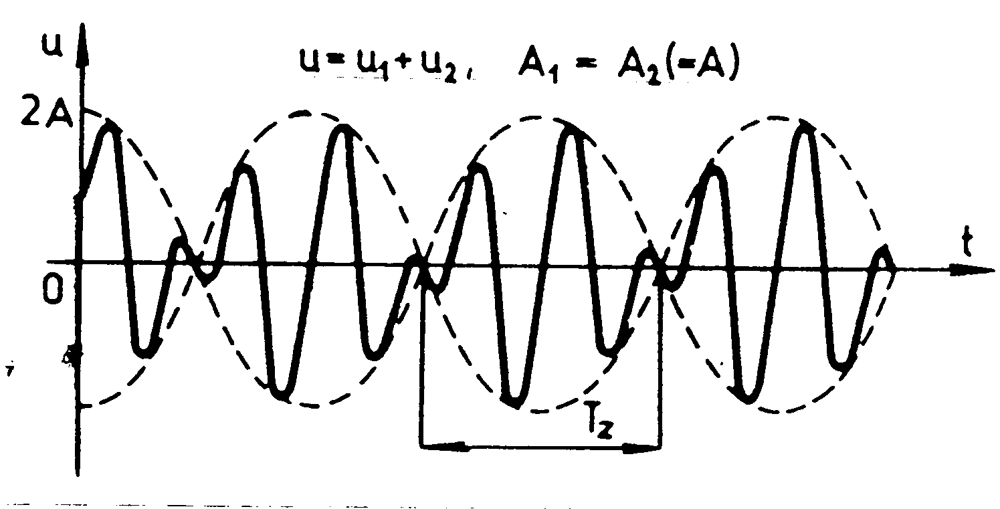 u
u = u₁ + u₂, A₁ = A₂(=A)
2A
t
0
T_z